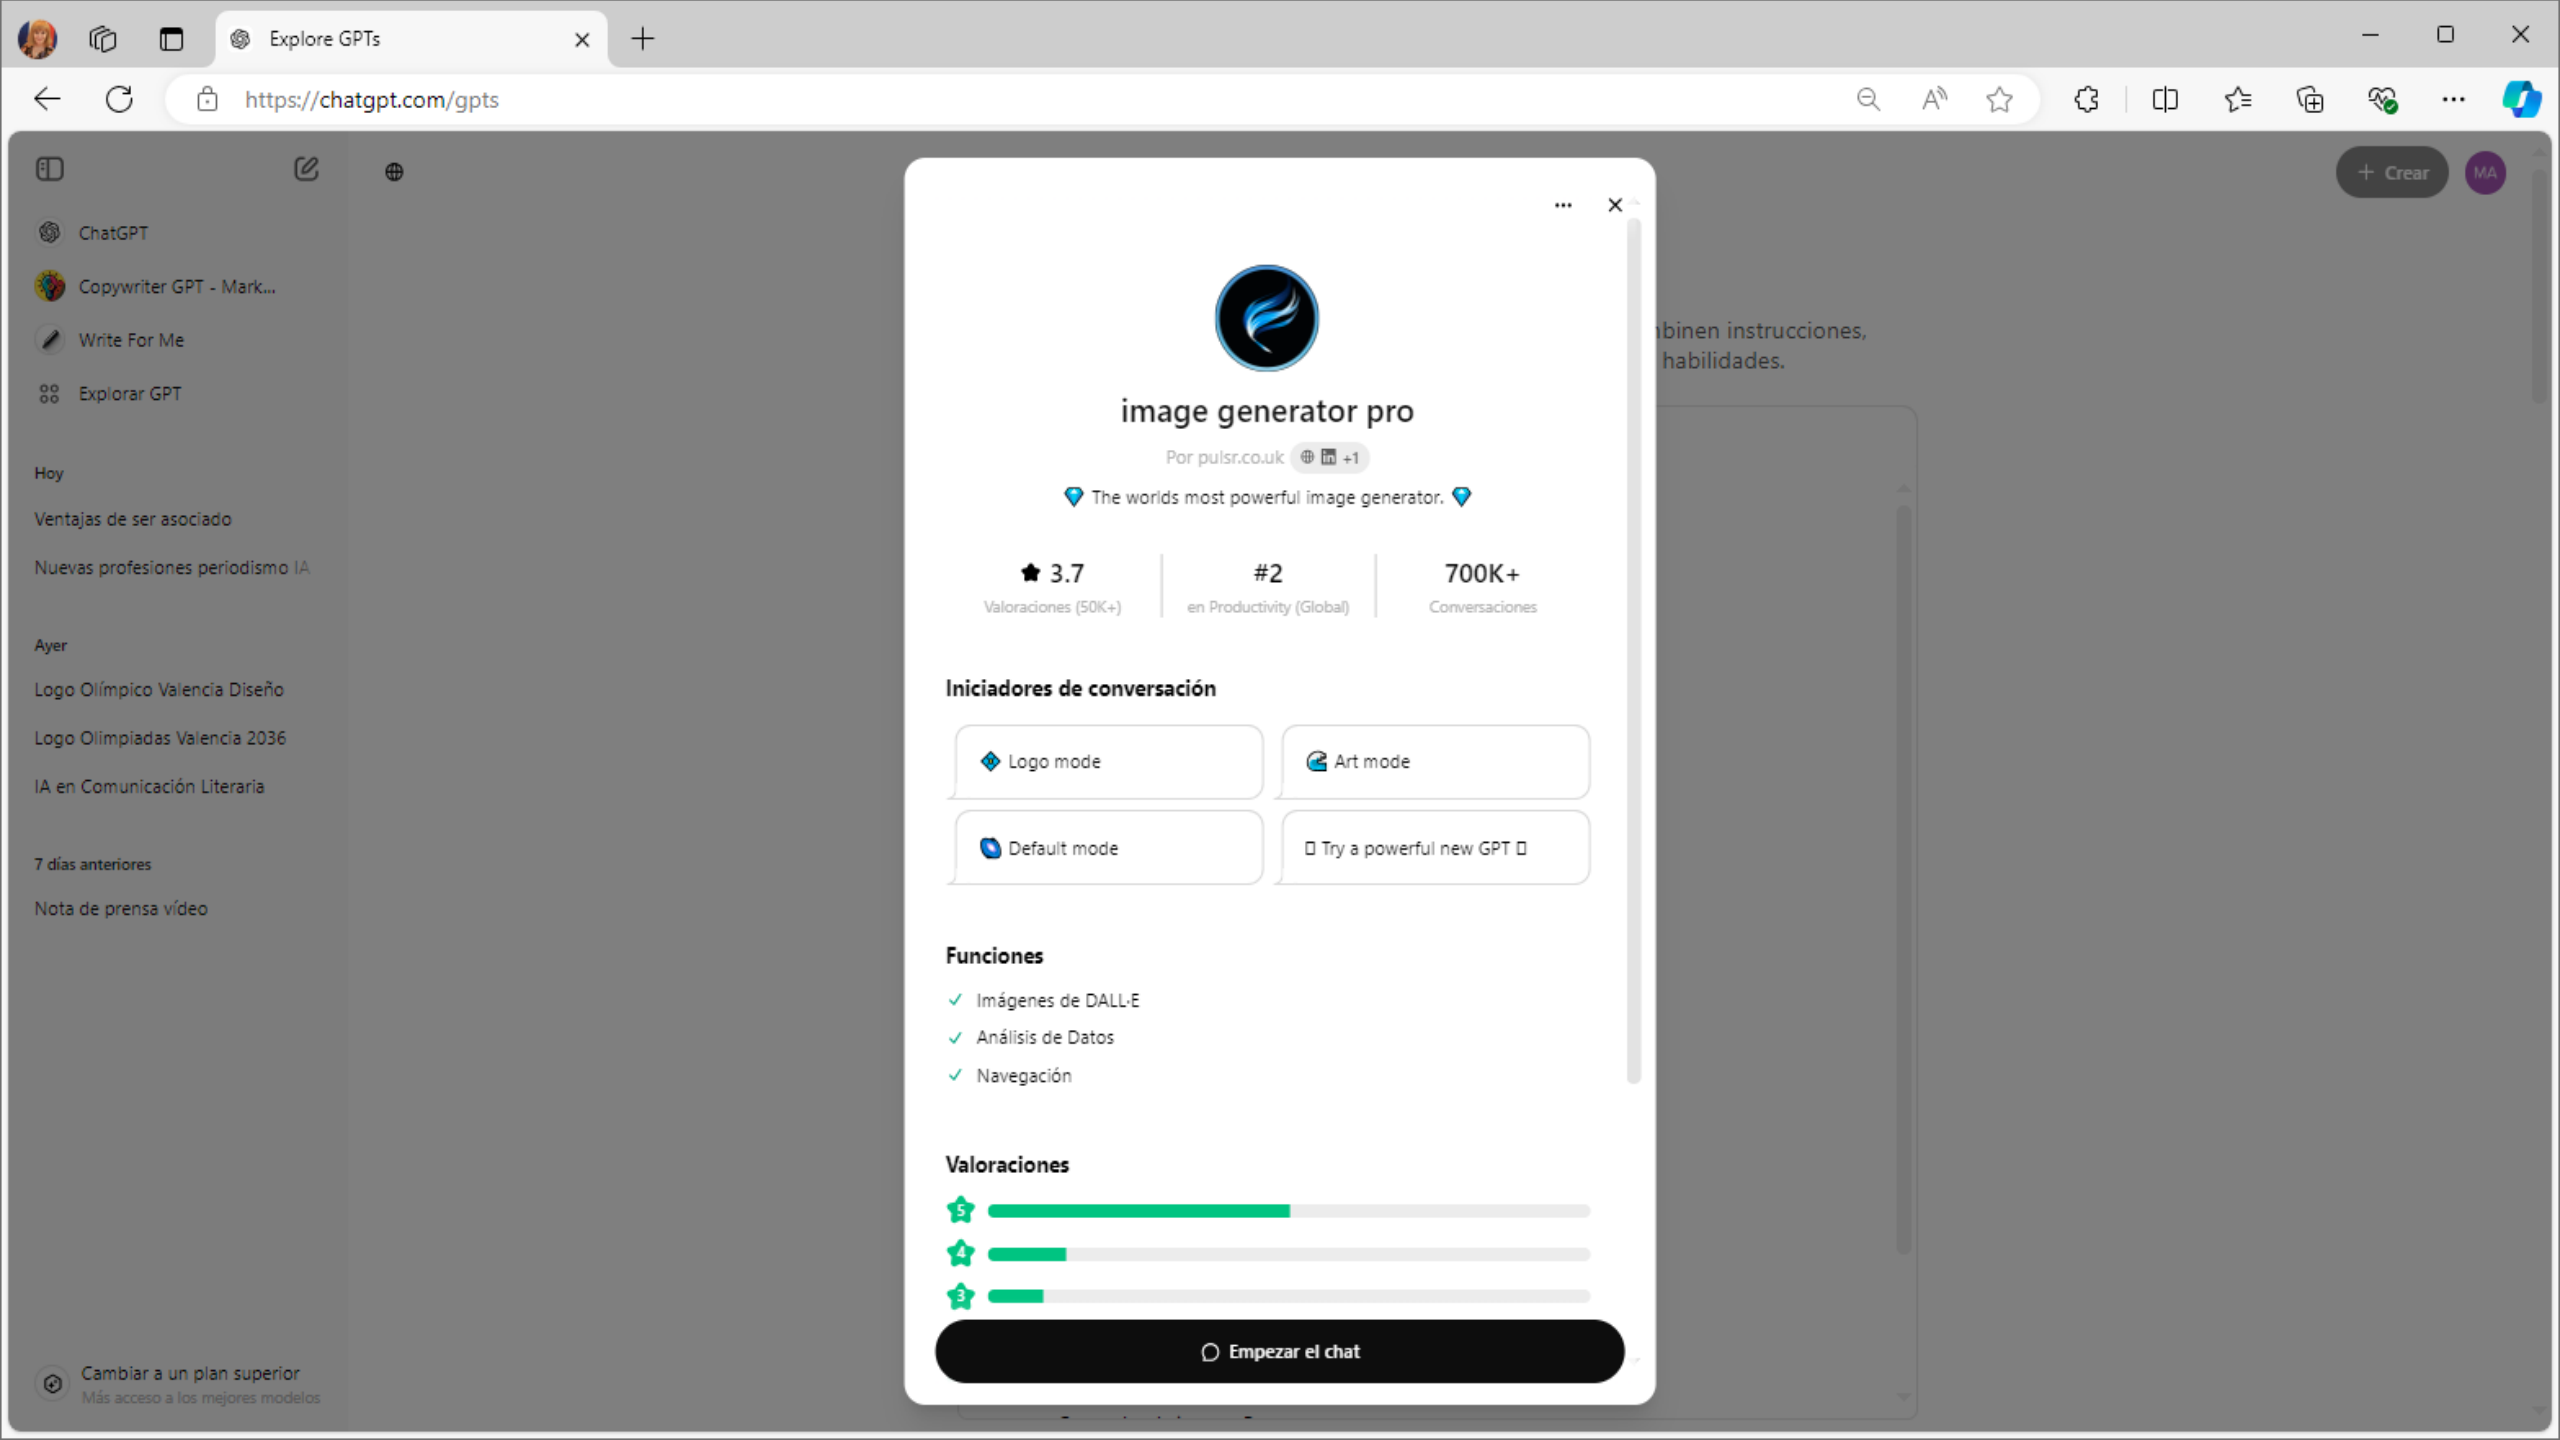 Explore GPTs
https://chatgpt.com/gpts
ChatGPT
Copywriter GPT - Mark...
Write For Me
Explorar GPT
Hoy
Ventajas de ser asociado
Nuevas profesiones periodismo IA
Ayer
Logo Olímpico Valencia Diseño
Logo Olimpiadas Valencia 2036
IA en Comunicación Literaria
7 días anteriores
Nota de prensa vídeo
Cambiar a un plan superior
Más acceso a los mejores modelos
+ Crear
MA
binen instrucciones,
habilidades.
image generator pro
Por pulsr.co.uk +1
The worlds most powerful image generator.
3.7 #2 700K+
Valoraciones (50K+) en Productivity (Global) Conversaciones
Iniciadores de conversación
Logo mode
Art mode
Default mode
Try a powerful new GPT
Funciones
Imágenes de DALL·E
Análisis de Datos
Navegación
Valoraciones
5
4
3
Empezar el chat